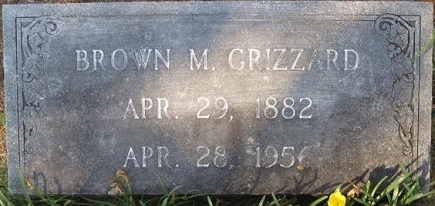 BROWN M. GRIZZARD
APR. 29, 1882
APR. 28, 1956